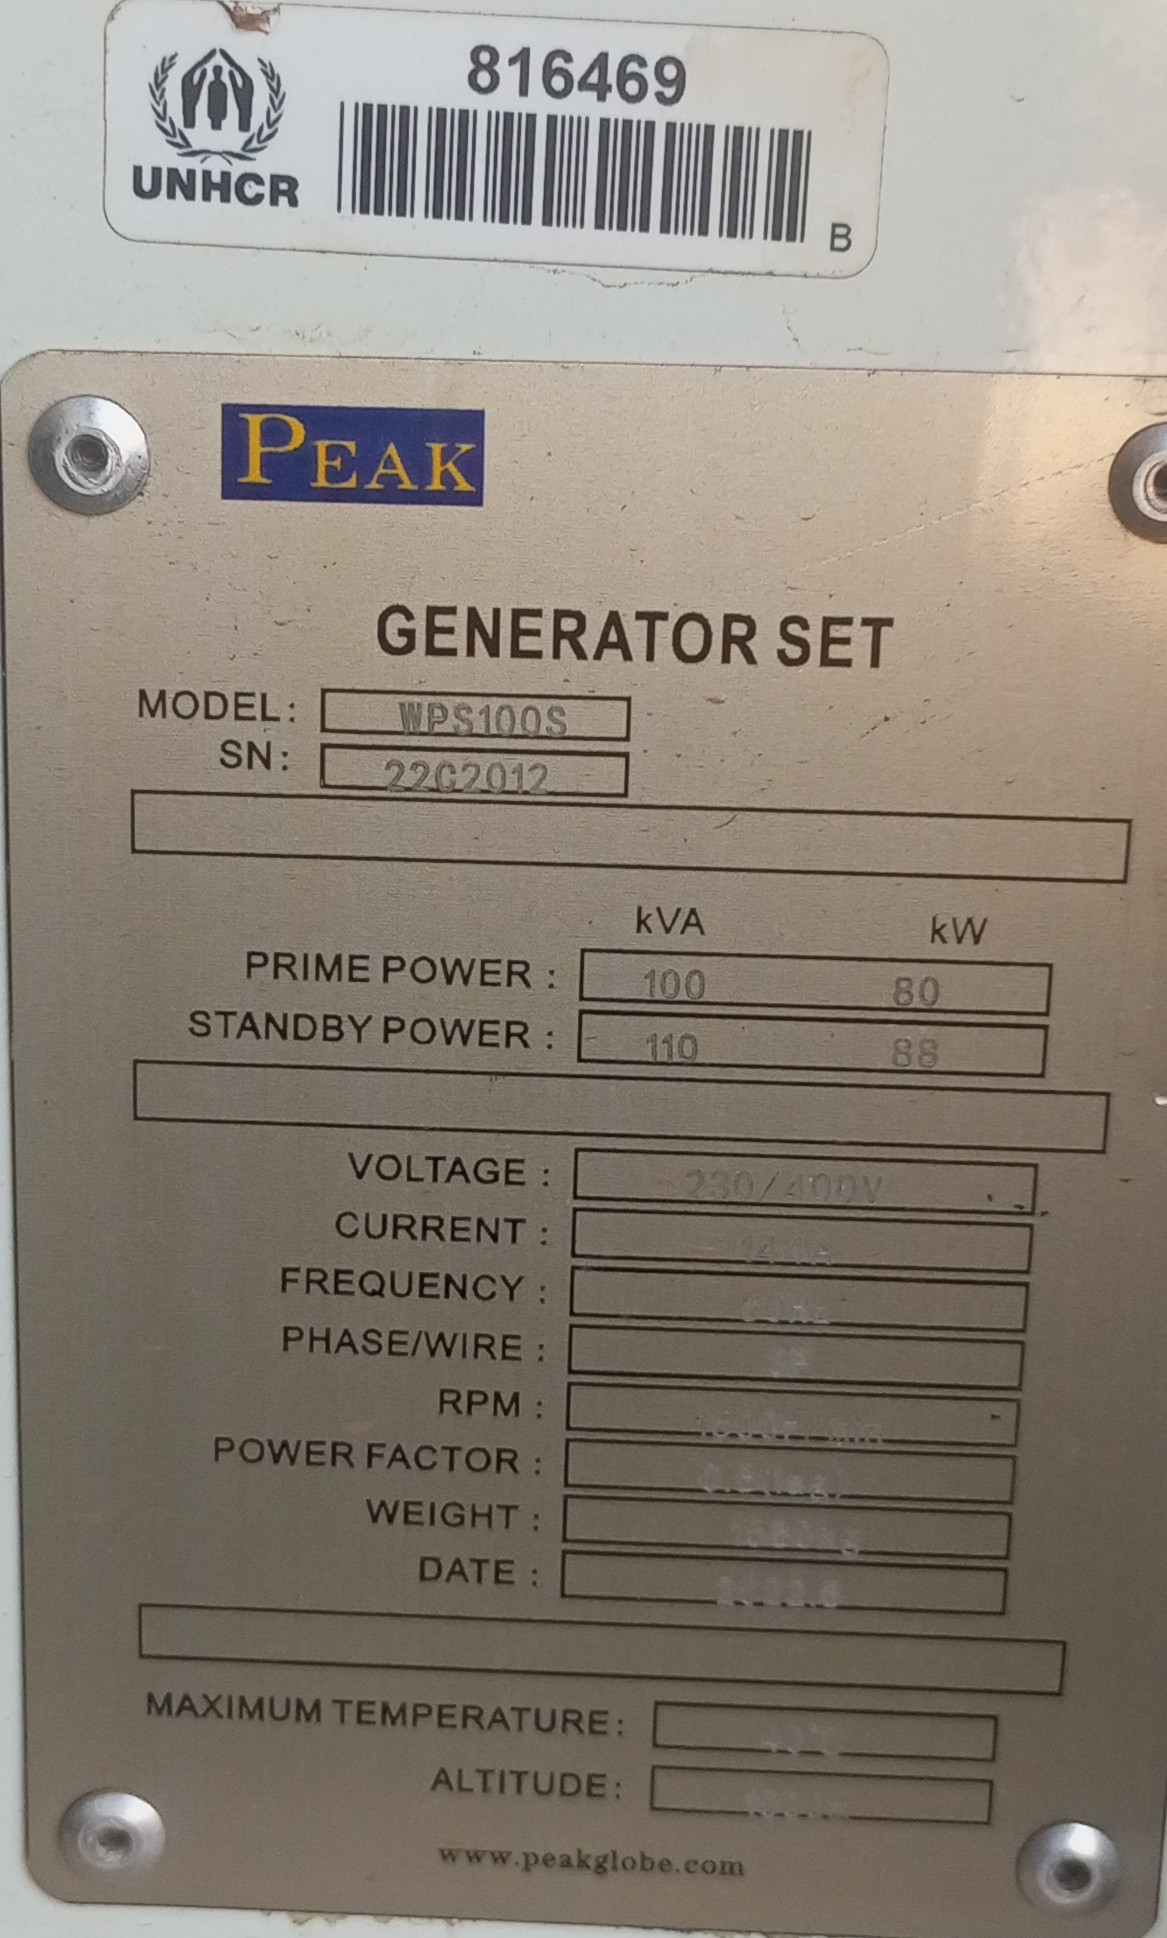 816469
UNHCR
B
PEAK
GENERATOR SET
MODEL: WPS100S
SN: 22G2012
kVA kW
PRIME POWER: 100 80
STANDBY POWER: 110 88
VOLTAGE: 230/400V
CURRENT:
FREQUENCY:
PHASE/WIRE:
RPM:
POWER FACTOR:
WEIGHT:
DATE:
MAXIMUM TEMPERATURE:
ALTITUDE:
www.peakglobe.com